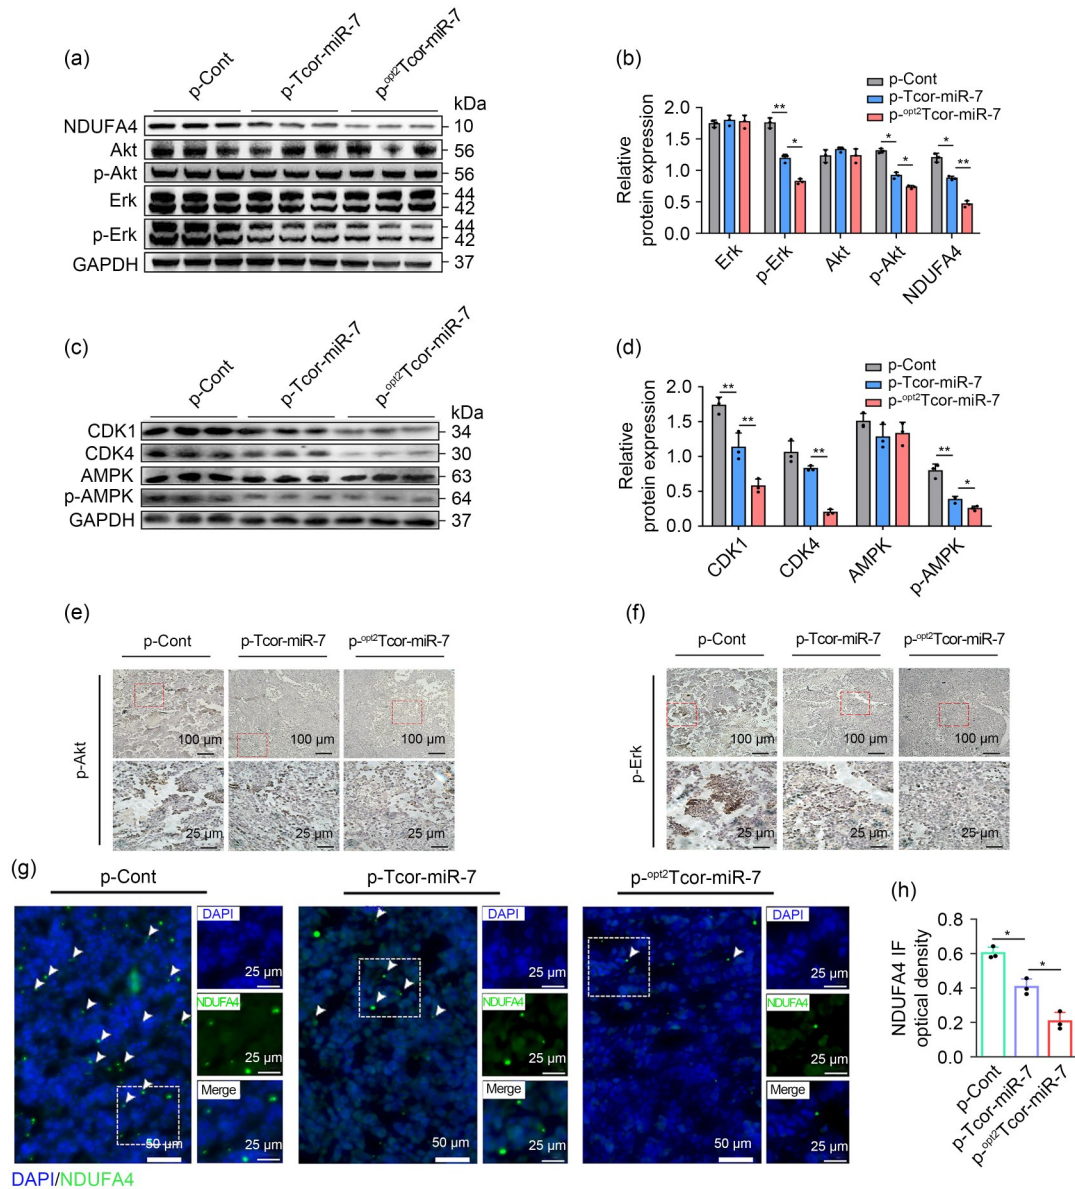 (a)
p-Cont
p-Tcor-miR-7
p-opt2Tcor-miR-7
kDa
NDUFA4
10
Akt
56
p-Akt
56
Erk
44
42
p-Erk
44
42
GAPDH
37
(b)
p-Cont
p-Tcor-miR-7
p-opt2Tcor-miR-7
Relative
protein expression
2.0
1.5
1.0
0.5
0.0
** * * * * **
Erk
p-Erk
Akt
p-Akt
NDUFA4
(c)
p-Cont
p-Tcor-miR-7
p-opt2Tcor-miR-7
kDa
CDK1
34
CDK4
30
AMPK
63
p-AMPK
64
GAPDH
37
(d)
p-Cont
p-Tcor-miR-7
p-opt2Tcor-miR-7
Relative
protein expression
2.0
1.5
1.0
0.5
0.0
** ** ** ** *
CDK1
CDK4
AMPK
p-AMPK
(e)
p-Cont
p-Tcor-miR-7
p-opt2Tcor-miR-7
p-Akt
100 µm
100 µm
100 µm
25 µm
25 µm
25 µm
(f)
p-Cont
p-Tcor-miR-7
p-opt2Tcor-miR-7
p-Erk
100 µm
100 µm
100 µm
25 µm
25 µm
25 µm
(g)
p-Cont
p-Tcor-miR-7
p-opt2Tcor-miR-7
50 µm
DAPI
25 µm
NDUFA4
25 µm
Merge
25 µm
50 µm
DAPI
25 µm
NDUFA4
25 µm
Merge
25 µm
50 µm
DAPI
25 µm
NDUFA4
25 µm
Merge
25 µm
DAPI/NDUFA4
(h)
NDUFA4 IF
optical density
0.8
0.6
0.4
0.2
0.0
* *
p-Cont
p-Tcor-miR-7
p-opt2Tcor-miR-7